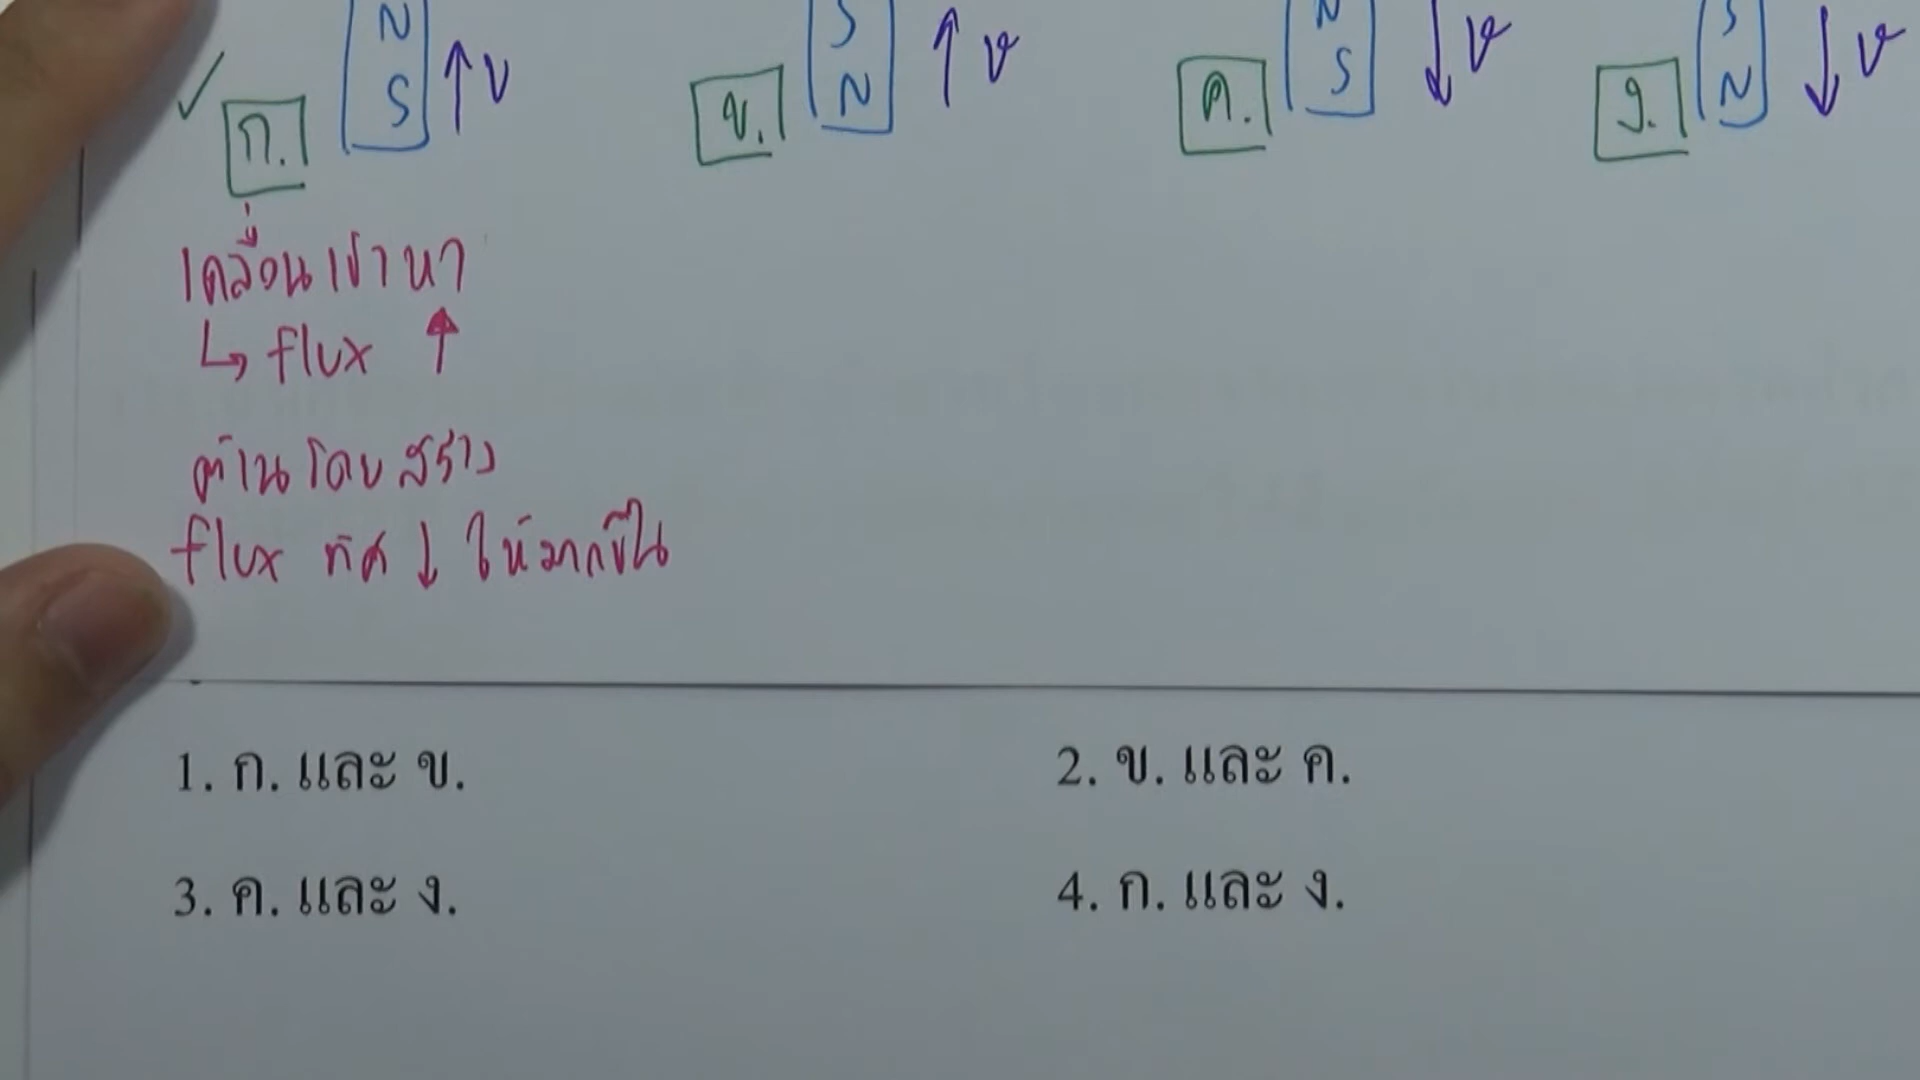 N S N S
S ↑v N ↑v S ↓v N ↓v
✓ ก. ข. ค. ง.
เคลื่อนเข้าหา
↳ flux ↑
ต้านโดยสร้าง
flux ทิศ ↓ ให้มากขึ้น
1. ก. และ ข. 2. ข. และ ค.
3. ค. และ ง. 4. ก. และ ง.